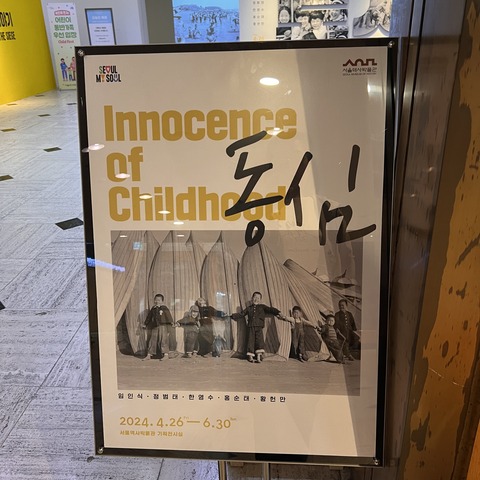 SEOUL
MY SOUL
서울역사박물관
Innocence
of
Childhood
동심
임인식 · 정범태 · 한영수 · 홍순태 · 황헌만
2024. 4.26 — 6.30
서울역사박물관 기획전시실